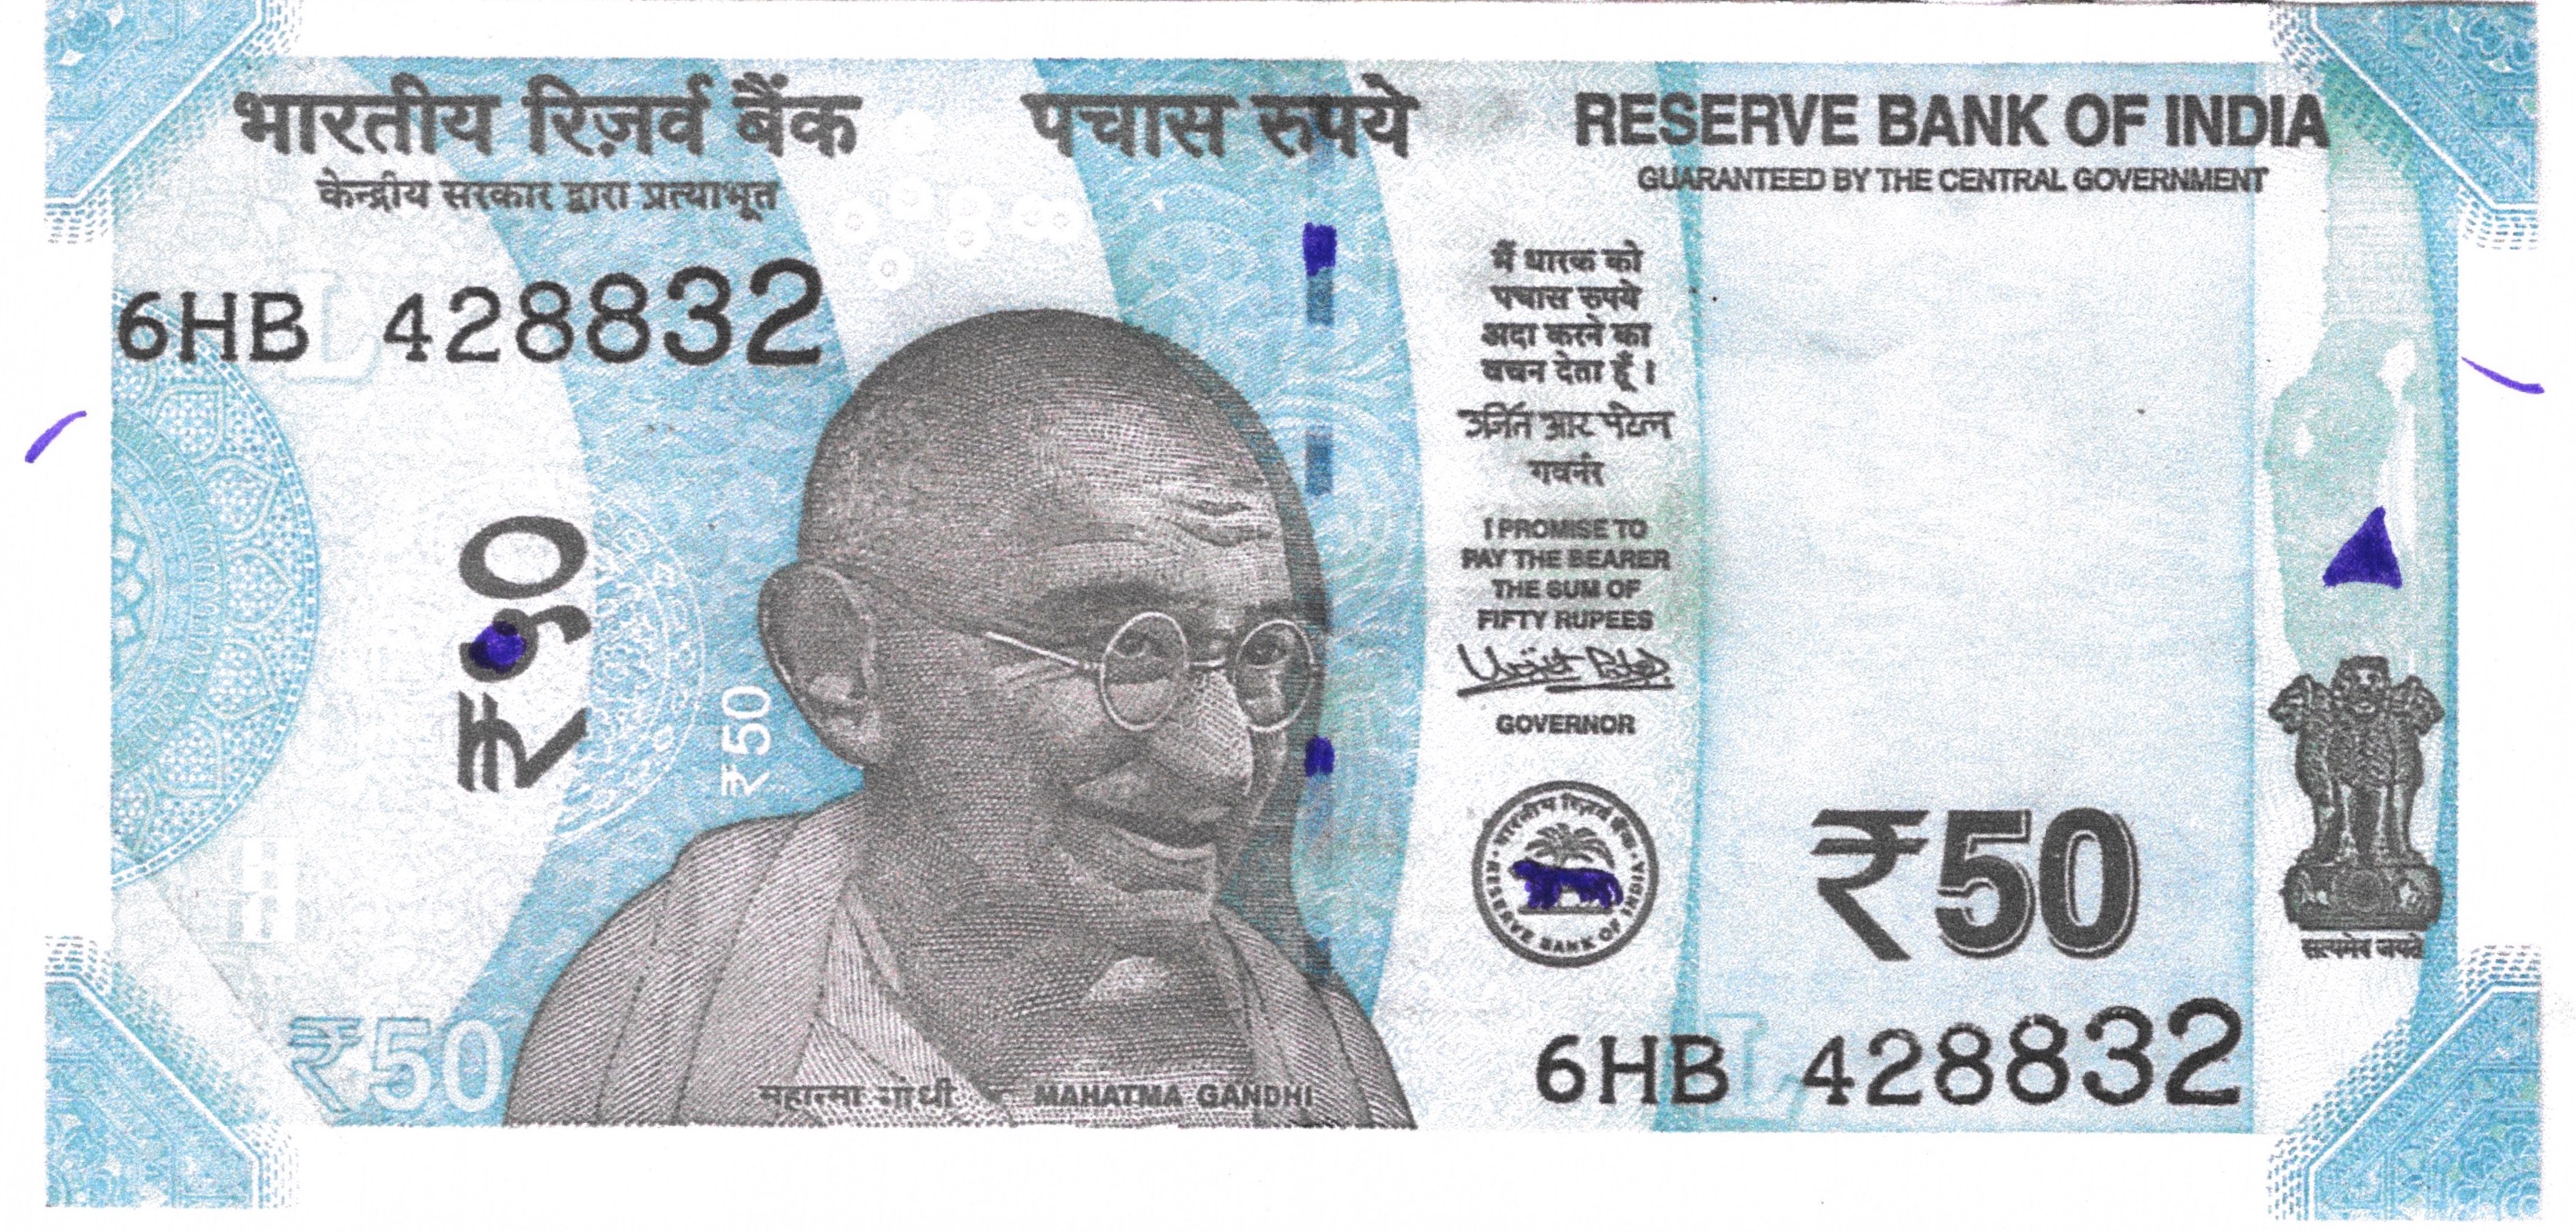 भारतीय रिज़र्व बैंक
केन्द्रीय सरकार द्वारा प्रत्याभूत
पचास रुपये
RESERVE BANK OF INDIA
GUARANTEED BY THE CENTRAL GOVERNMENT
6HB 428832
मैं धारक को
पचास रुपये
अदा करने का
वचन देता हूँ ।
उर्जित आर पटेल
गवर्नर
I PROMISE TO
PAY THE BEARER
THE SUM OF
FIFTY RUPEES
GOVERNOR
₹५०
₹50
भारतीय रिज़र्व बैंक
RESERVE BANK OF INDIA
₹50
सत्यमेव जयते
₹50
महात्मा गांधी
MAHATMA GANDHI
L
6HB 428832